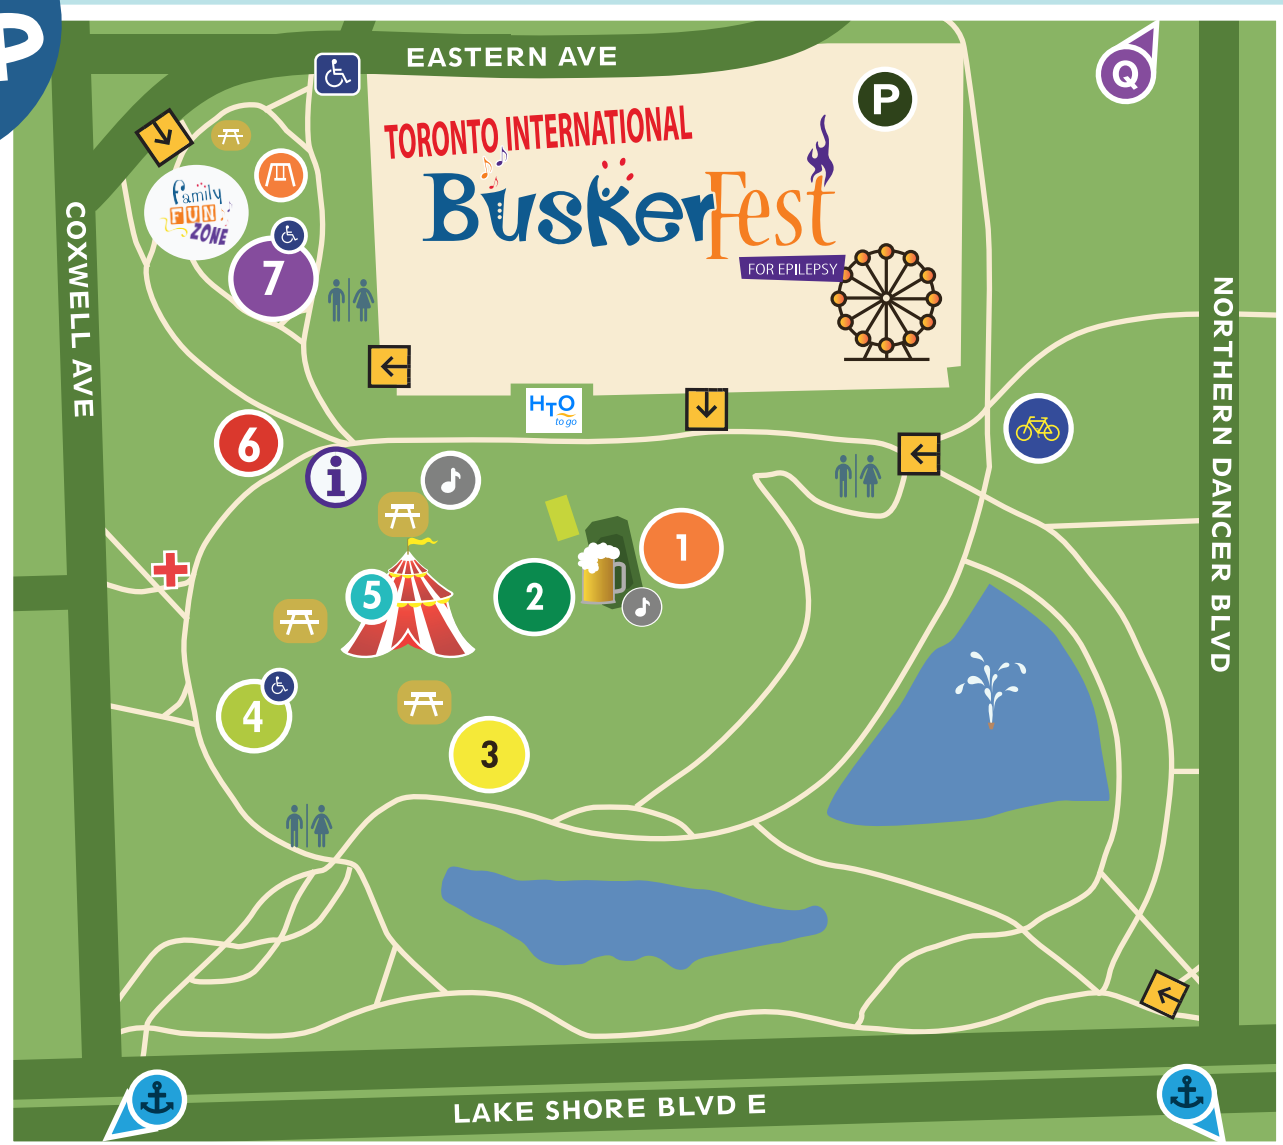 P
EASTERN AVE
P
Q
TORONTO INTERNATIONAL
BuskerFest
FOR EPILEPSY
family
FUN
ZONE
7
COXWELL AVE
NORTHERN DANCER BLVD
HTO
to go
6
i
1
5
2
4
3
LAKE SHORE BLVD E